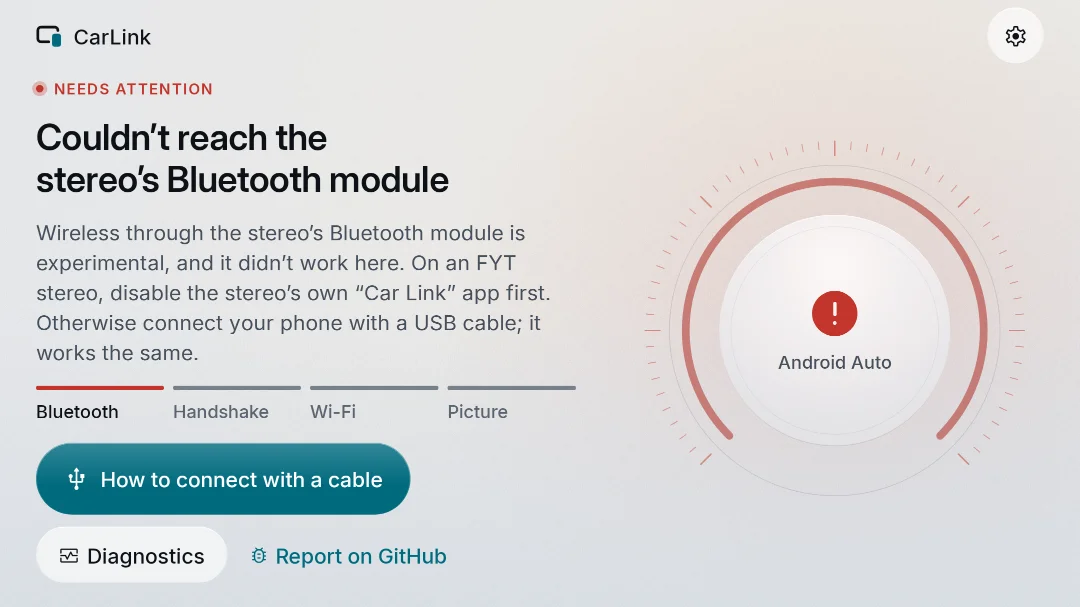 CarLink
NEEDS ATTENTION
Couldn’t reach the
stereo’s Bluetooth module
Wireless through the stereo’s Bluetooth module is
experimental, and it didn’t work here. On an FYT
stereo, disable the stereo’s own “Car Link” app first.
Otherwise connect your phone with a USB cable; it
works the same.
Bluetooth
Handshake
Wi-Fi
Picture
How to connect with a cable
Diagnostics
Report on GitHub
Android Auto